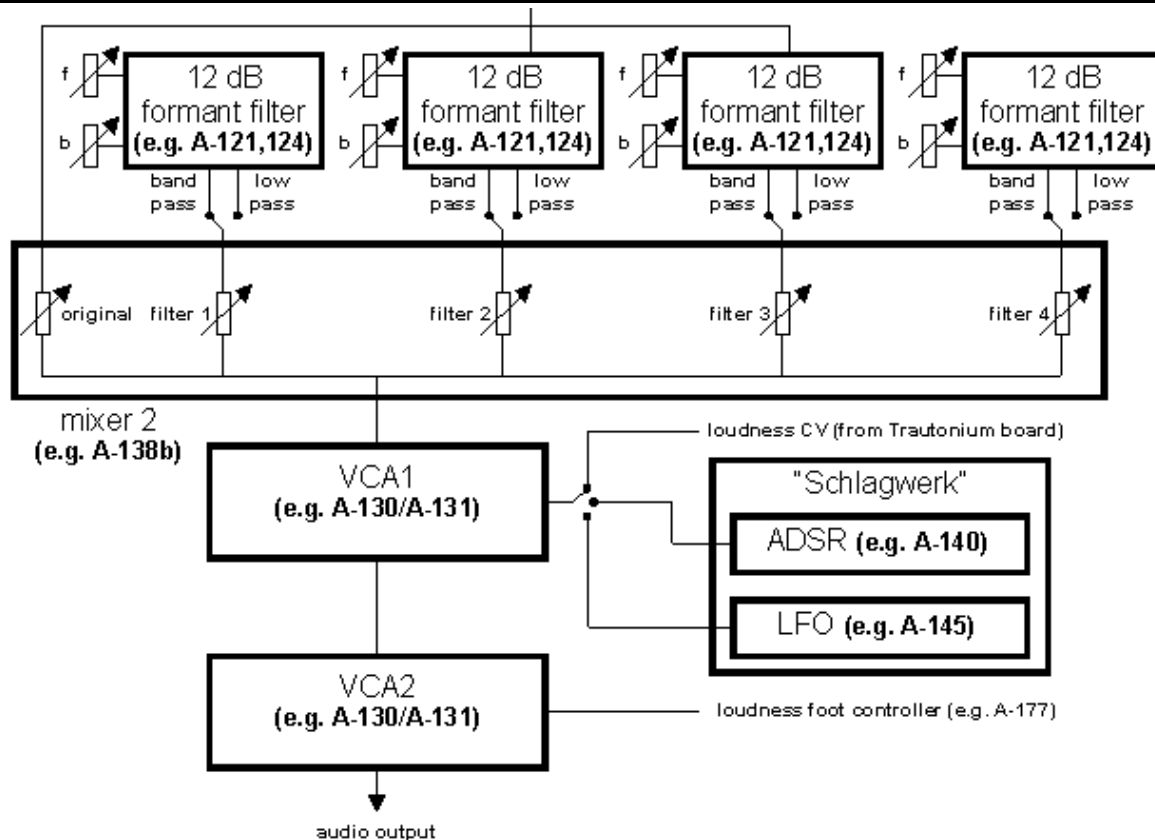 f
12 dB
formant filter
(e.g. A-121,124)
b
band pass
low pass
f
12 dB
formant filter
(e.g. A-121,124)
b
band pass
low pass
f
12 dB
formant filter
(e.g. A-121,124)
b
band pass
low pass
f
12 dB
formant filter
(e.g. A-121,124)
b
band pass
low pass
original
filter 1
filter 2
filter 3
filter 4
mixer 2
(e.g. A-138b)
VCA1
(e.g. A-130/A-131)
loudness CV (from Trautonium board)
"Schlagwerk"
ADSR (e.g. A-140)
LFO (e.g. A-145)
VCA2
(e.g. A-130/A-131)
loudness foot controller (e.g. A-177)
audio output